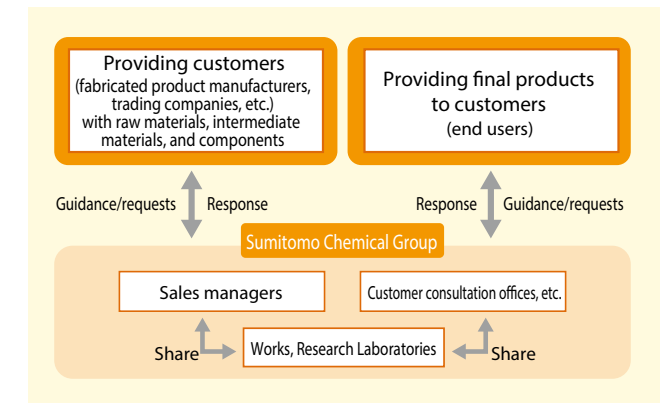 Providing customers
(fabricated product manufacturers,
trading companies, etc.)
with raw materials, intermediate
materials, and components
Providing final products
to customers
(end users)
Guidance/requests
Response
Response
Guidance/requests
Sumitomo Chemical Group
Sales managers
Customer consultation offices, etc.
Share
Works, Research Laboratories
Share